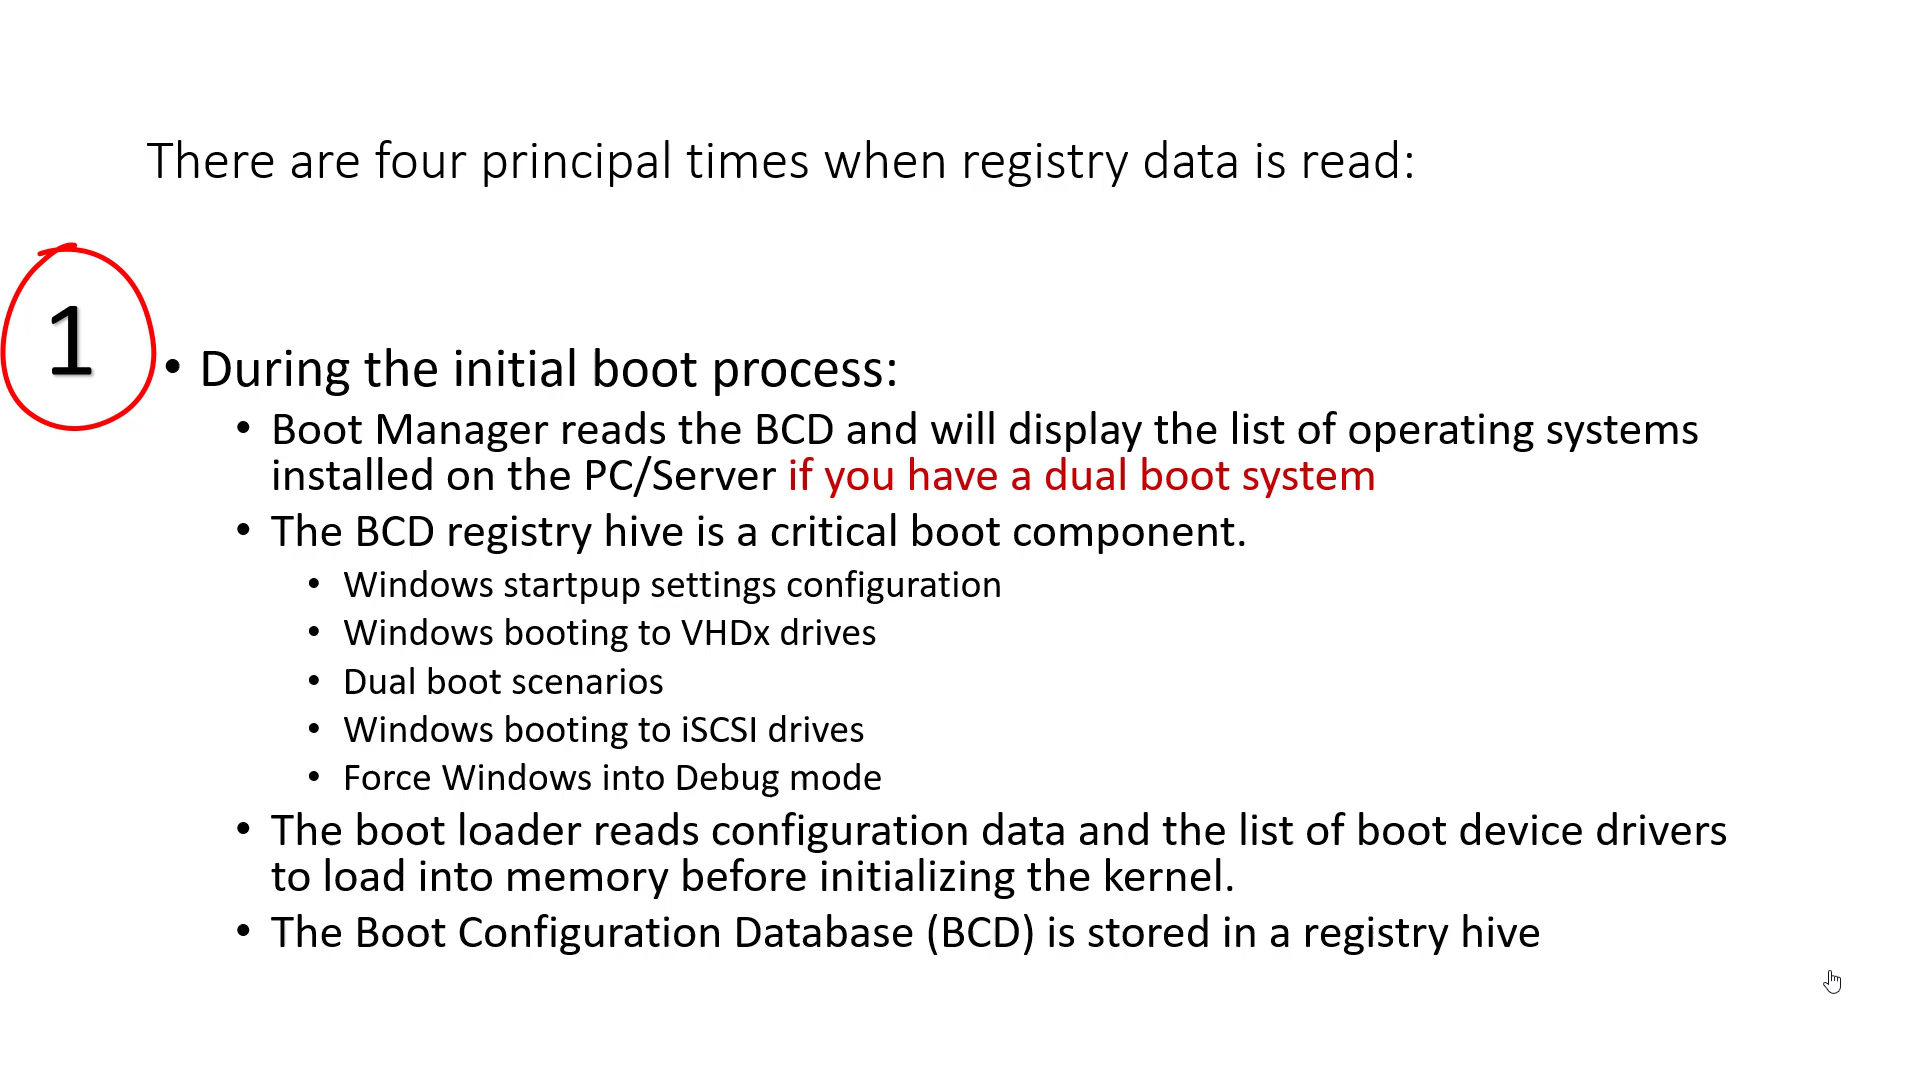 There are four principal times when registry data is read:
1
• During the initial boot process:
• Boot Manager reads the BCD and will display the list of operating systems
installed on the PC/Server if you have a dual boot system
• The BCD registry hive is a critical boot component.
• Windows startpup settings configuration
• Windows booting to VHDx drives
• Dual boot scenarios
• Windows booting to iSCSI drives
• Force Windows into Debug mode
• The boot loader reads configuration data and the list of boot device drivers
to load into memory before initializing the kernel.
• The Boot Configuration Database (BCD) is stored in a registry hive